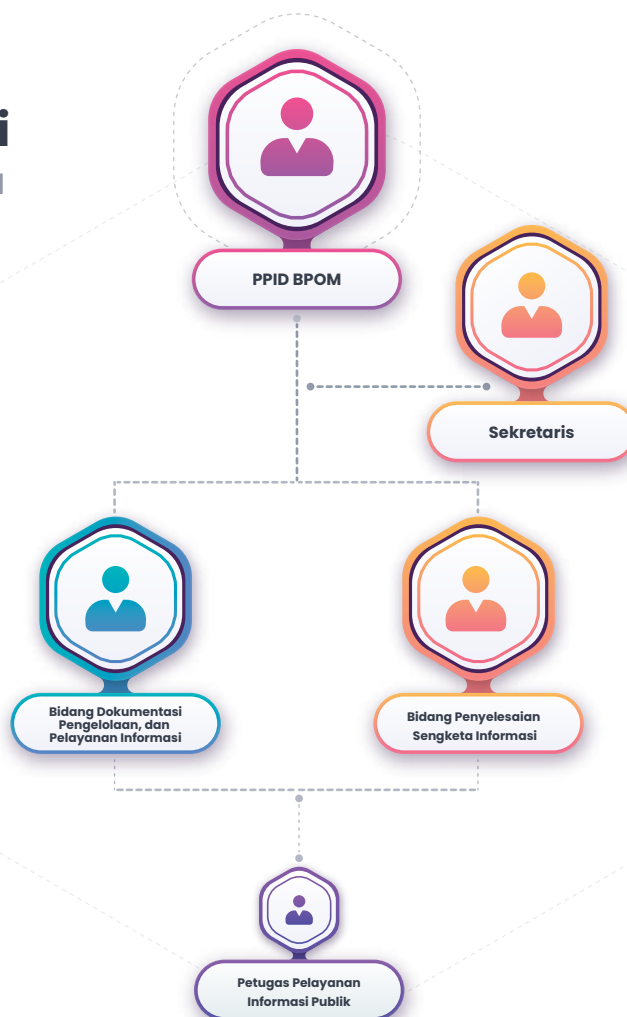 PPID BPOM
Sekretaris
Bidang Dokumentasi
Pengelolaan, dan
Pelayanan Informasi
Bidang Penyelesaian
Sengketa Informasi
Petugas Pelayanan
Informasi Publik